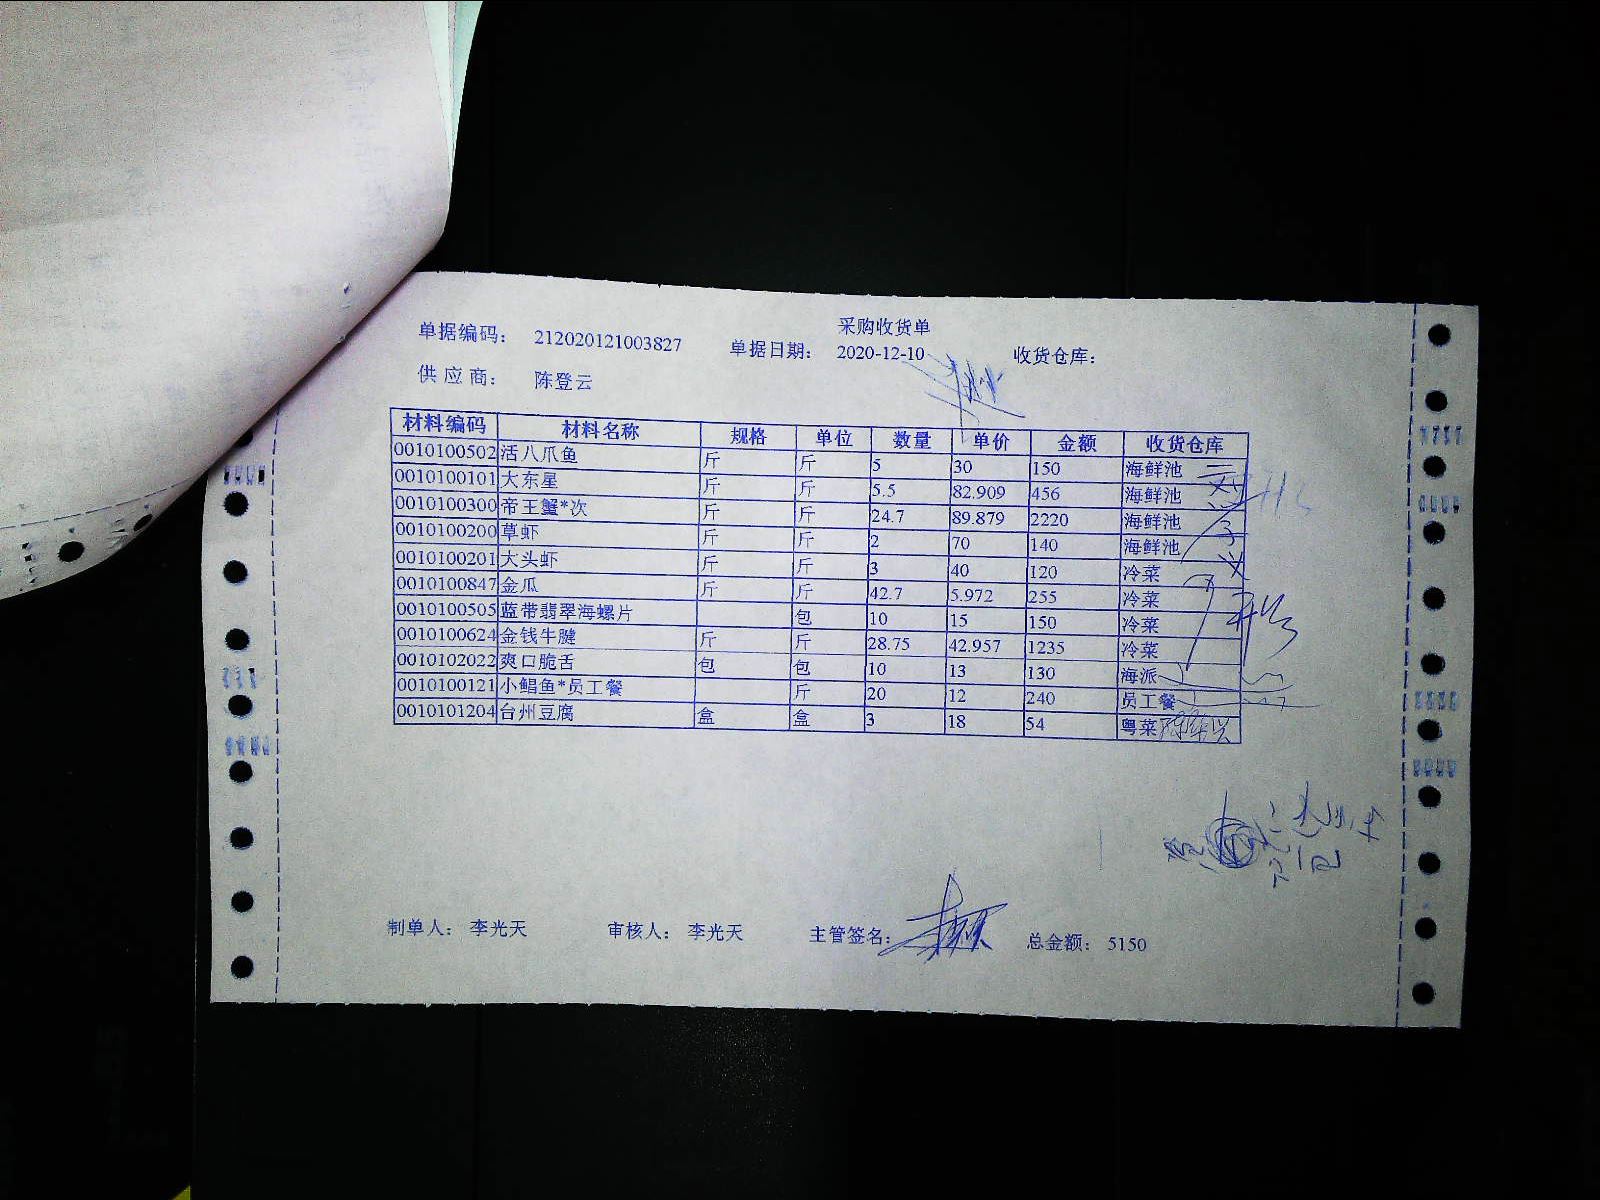 采购收货单
单据编码： 212020121003827 单据日期： 2020-12-10 收货仓库：
供应商： 陈登云
材料编码 材料名称 规格 单位 数量 单价 金额 收货仓库
0010100502 活八爪鱼 斤 斤 5 30 150 海鲜池
0010100101 大东星 斤 斤 5.5 82.909 456 海鲜池
0010100300 帝王蟹*次 斤 斤 24.7 89.879 2220 海鲜池
0010100200 草虾 斤 斤 2 70 140 海鲜池
0010100201 大头虾 斤 斤 3 40 120 冷菜
0010100847 金瓜 斤 斤 42.7 5.972 255 冷菜
0010100505 蓝带翡翠海螺片 包 10 15 150 冷菜
0010100624 金钱牛腱 斤 斤 28.75 42.957 1235 冷菜
0010102022 爽口脆舌 包 包 10 13 130 海派
0010100121 小鲳鱼*员工餐 斤 20 12 240 员工餐
0010101204 台州豆腐 盒 盒 3 18 54 粤菜
制单人： 李光天 审核人： 李光天 主管签名： 总金额： 5150